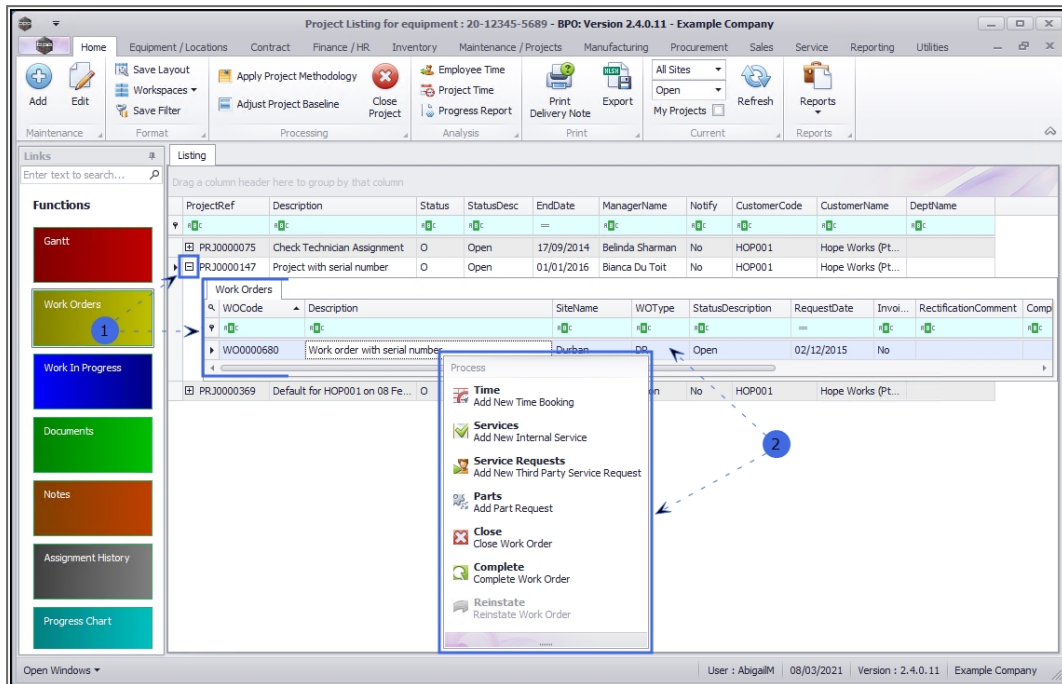 Project Listing for equipment : 20-12345-5689 - BPO: Version 2.4.0.11 - Example Company
Home Equipment / Locations Contract Finance / HR Inventory Maintenance / Projects Manufacturing Procurement Sales Service Reporting Utilities
Add
Edit
Save Layout
Workspaces
Save Filter
Apply Project Methodology
Adjust Project Baseline
Close Project
Employee Time
Project Time
Progress Report
Print Delivery Note
Export
All Sites
Open
My Projects
Refresh
Reports
Maintenance Format Processing Analysis Print Current Reports
Links
Enter text to search...
Functions
Gantt
Work Orders
Work In Progress
Documents
Notes
Assignment History
Progress Chart
Listing
Drag a column header here to group by that column
ProjectRef Description Status StatusDesc EndDate ManagerName Notify CustomerCode CustomerName DeptName
PRJ0000075 Check Technician Assignment O Open 17/09/2014 Belinda Sharman No HOP001 Hope Works (Pt...
PRJ0000147 Project with serial number O Open 01/01/2016 Bianca Du Toit No HOP001 Hope Works (Pt...
Work Orders
WOCode Description SiteName WOType StatusDescription RequestDate Invoi... RectificationComment Comp
WO0000680 Work order with serial number Durban DR Open 02/12/2015 No
PRJ0000369 Default for HOP001 on 08 Fe... O No HOP001 Hope Works (Pt...
1
2
Process
Time
Add New Time Booking
Services
Add New Internal Service
Service Requests
Add New Third Party Service Request
Parts
Add Part Request
Close
Close Work Order
Complete
Complete Work Order
Reinstate
Reinstate Work Order
Open Windows
User : AbigailM 08/03/2021 Version : 2.4.0.11 Example Company